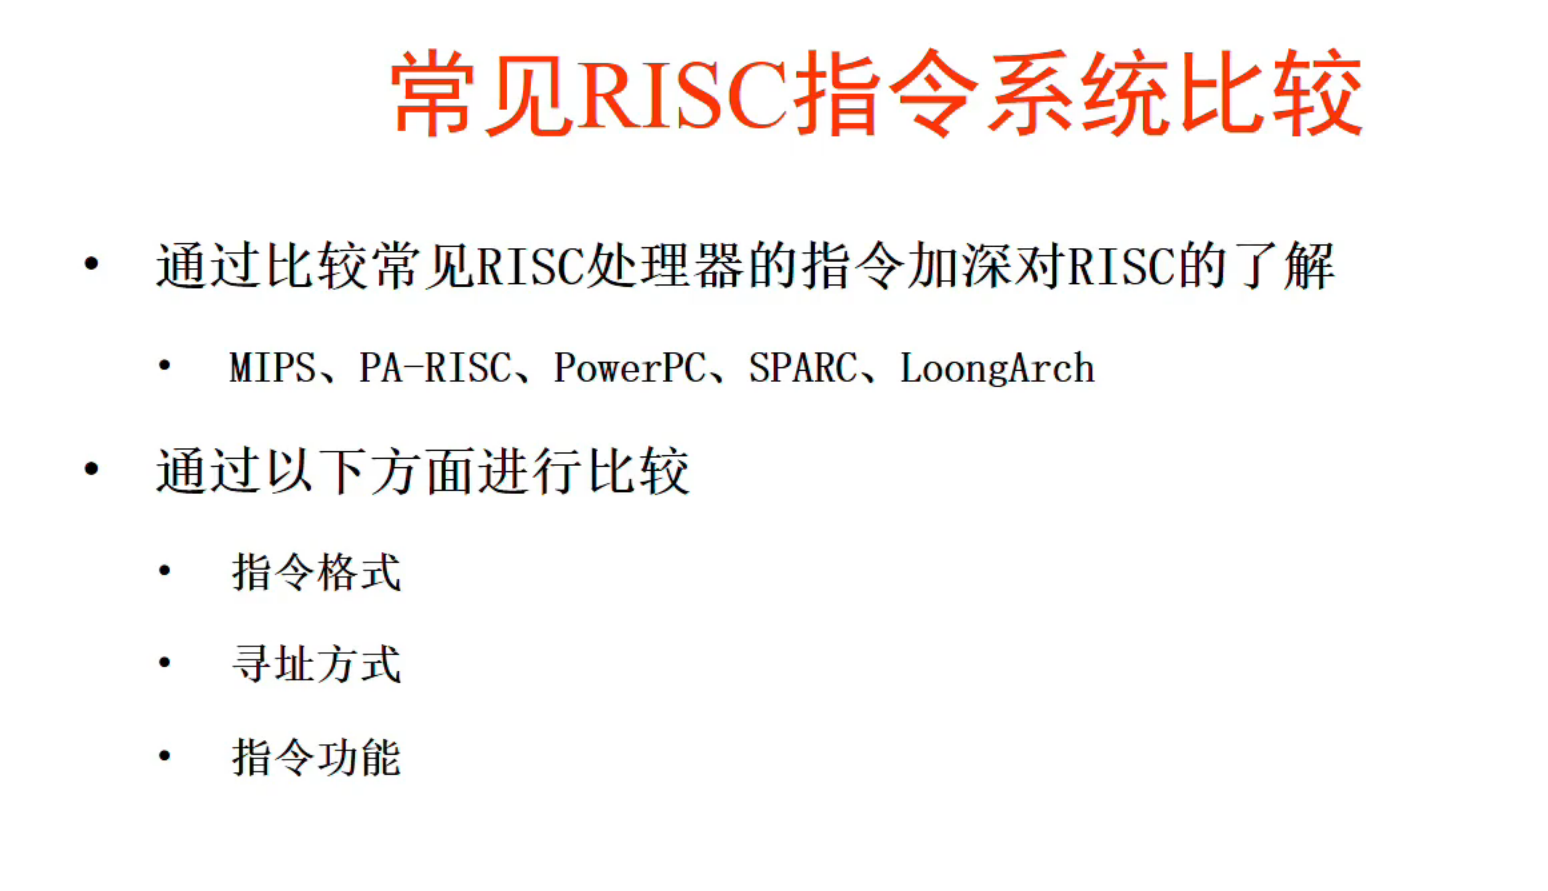 常见RISC指令系统比较
• 通过比较常见RISC处理器的指令加深对RISC的了解
• MIPS、PA-RISC、PowerPC、SPARC、LoongArch
• 通过以下方面进行比较
• 指令格式
• 寻址方式
• 指令功能